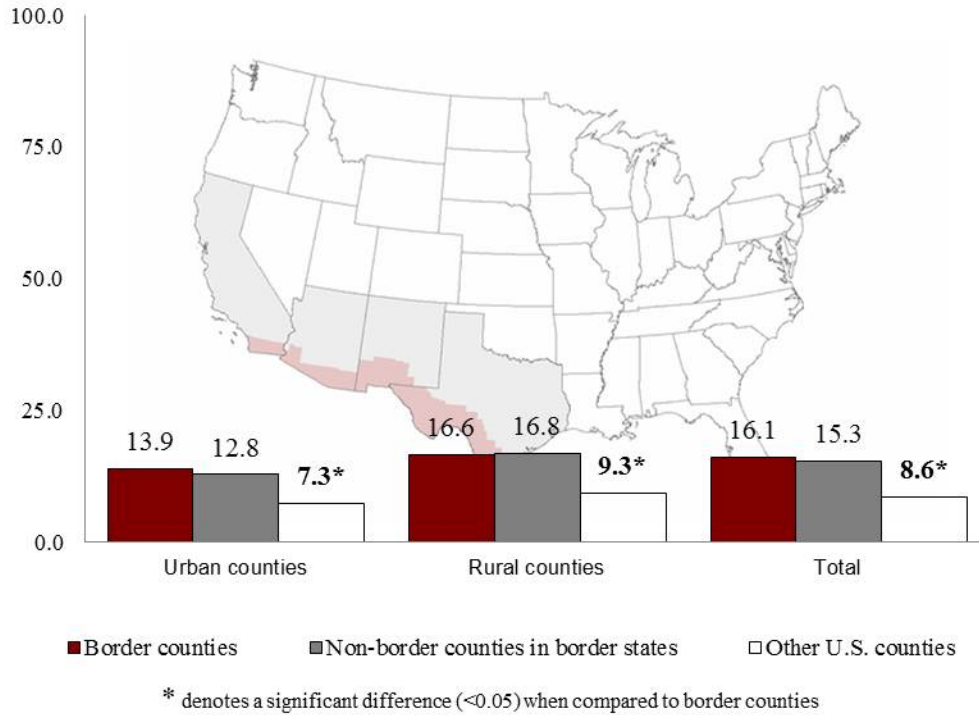 100.0
75.0
50.0
25.0
0.0
13.9 12.8 7.3* 16.6 16.8 9.3* 16.1 15.3 8.6*
Urban counties Rural counties Total
Border counties Non-border counties in border states Other U.S. counties
* denotes a significant difference (<0.05) when compared to border counties